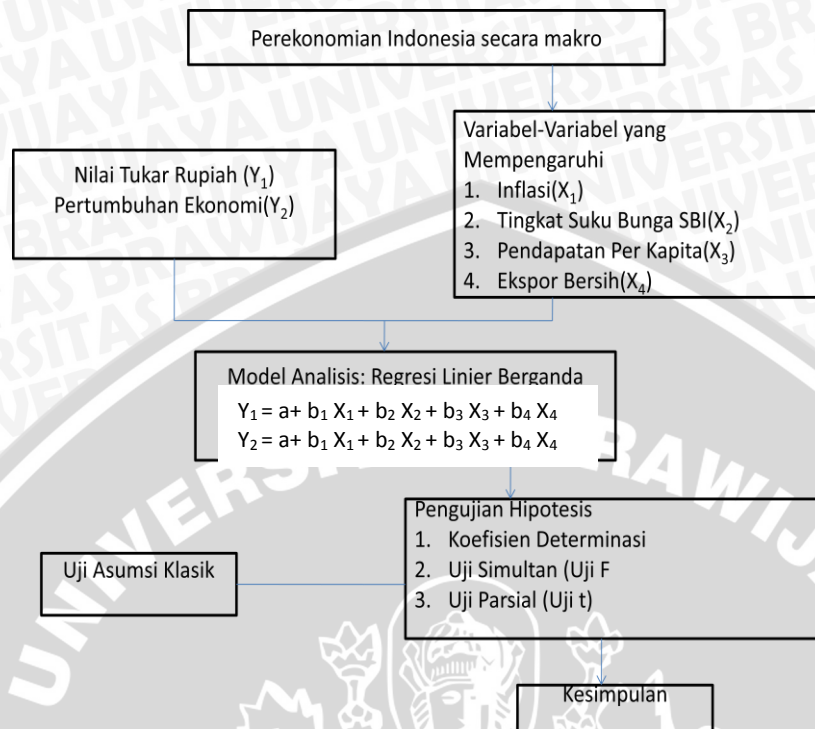 Perekonomian Indonesia secara makro
Variabel-Variabel yang
Mempengaruhi
1. Inflasi(X₁)
2. Tingkat Suku Bunga SBI(X₂)
3. Pendapatan Per Kapita(X₃)
4. Ekspor Bersih(X₄)
Nilai Tukar Rupiah (Y₁)
Pertumbuhan Ekonomi(Y₂)
Model Analisis: Regresi Linier Berganda
Y₁ = a+ b₁ X₁ + b₂ X₂ + b₃ X₃ + b₄ X₄
Y₂ = a+ b₁ X₁ + b₂ X₂ + b₃ X₃ + b₄ X₄
Pengujian Hipotesis
1. Koefisien Determinasi
2. Uji Simultan (Uji F
3. Uji Parsial (Uji t)
Uji Asumsi Klasik
Kesimpulan